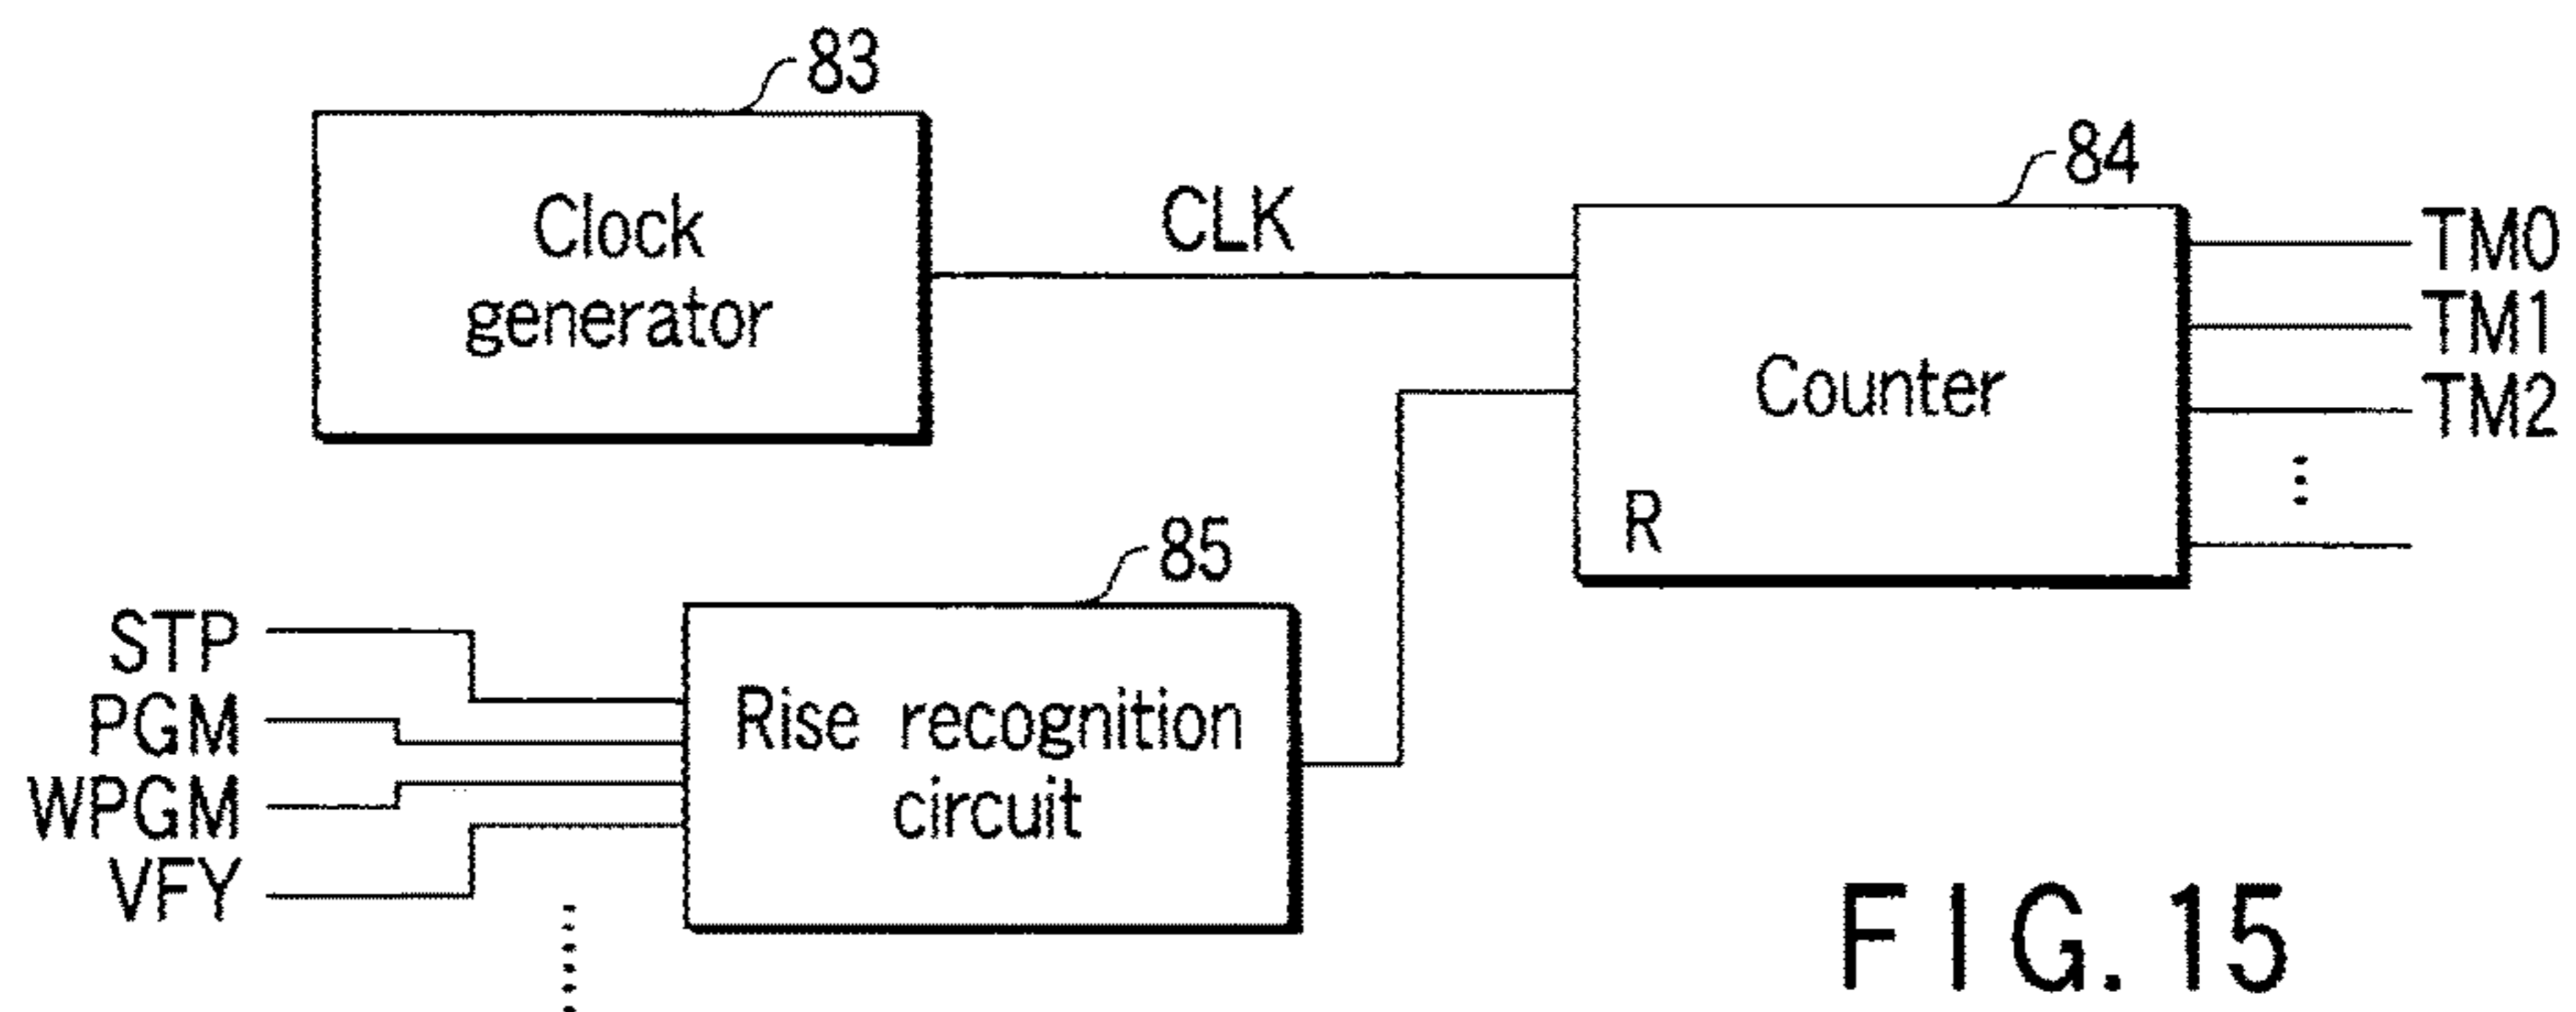 83
Clock
generator
CLK
84
Counter
R
TM0
TM1
TM2
85
Rise recognition
circuit
STP
PGM
WPGM
VFY
FIG. 15